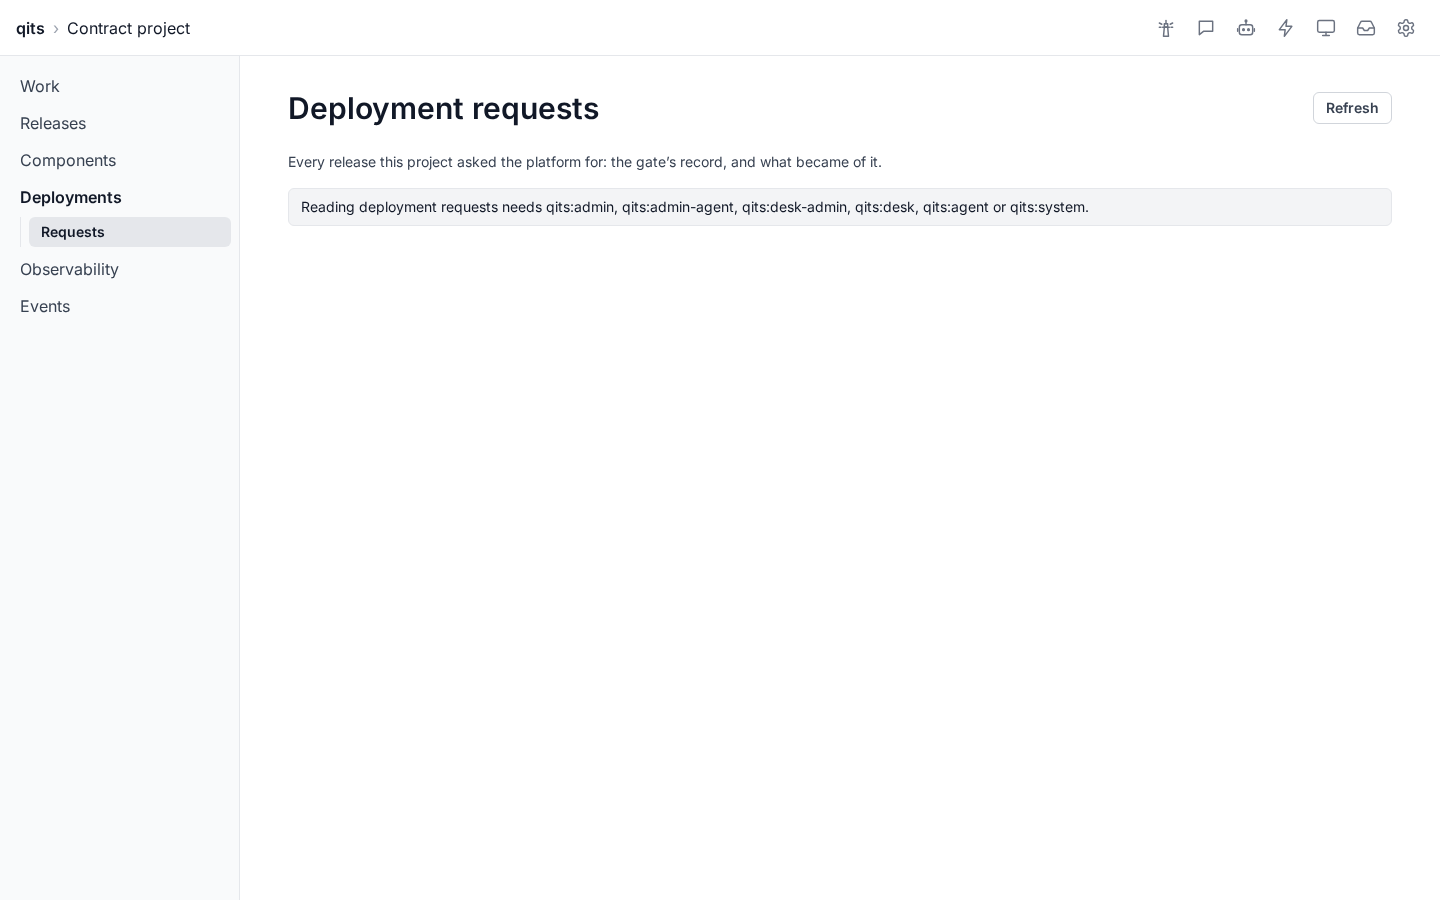 qits › Contract project
Work
Releases
Components
Deployments
Requests
Observability
Events
Deployment requests
Refresh
Every release this project asked the platform for: the gate’s record, and what became of it.
Reading deployment requests needs qits:admin, qits:admin-agent, qits:desk-admin, qits:desk, qits:agent or qits:system.